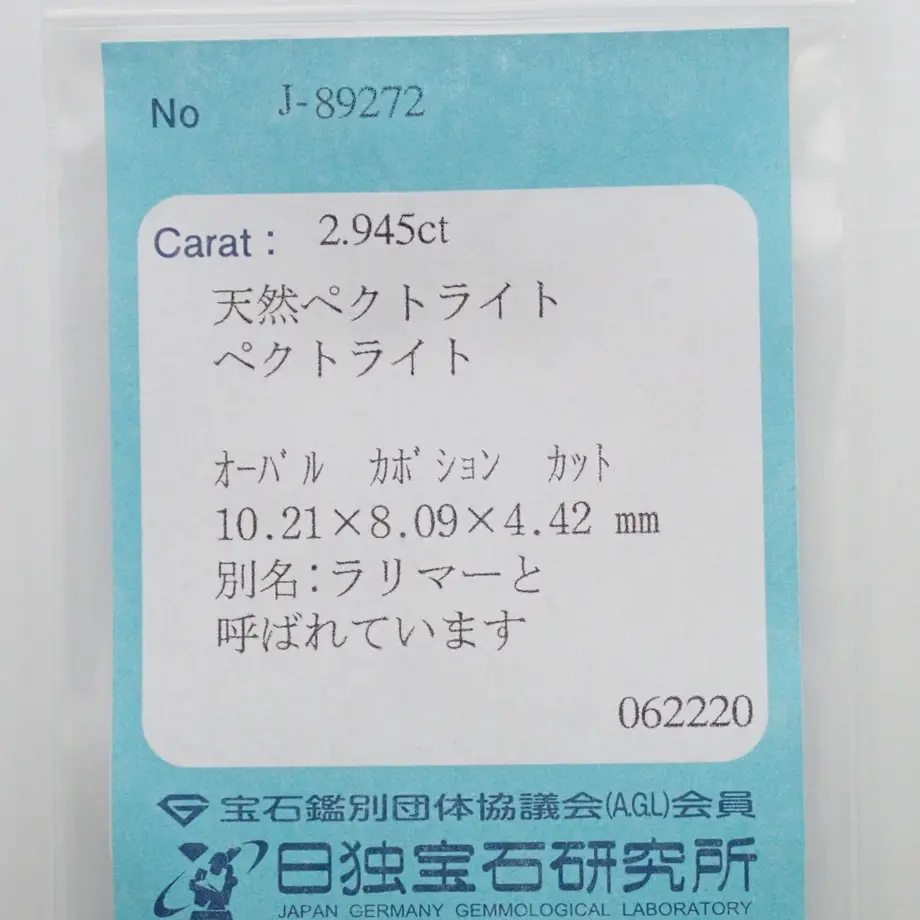 No J-89272
Carat: 2.945ct
天然ペクトライト
ペクトライト
オーバル カボション カット
10.21×8.09×4.42 mm
別名:ラリマーと
呼ばれています
062220
宝石鑑別団体協議会(A.G.L)会員
日独宝石研究所
JAPAN GERMANY GEMMOLOGICAL LABORATORY